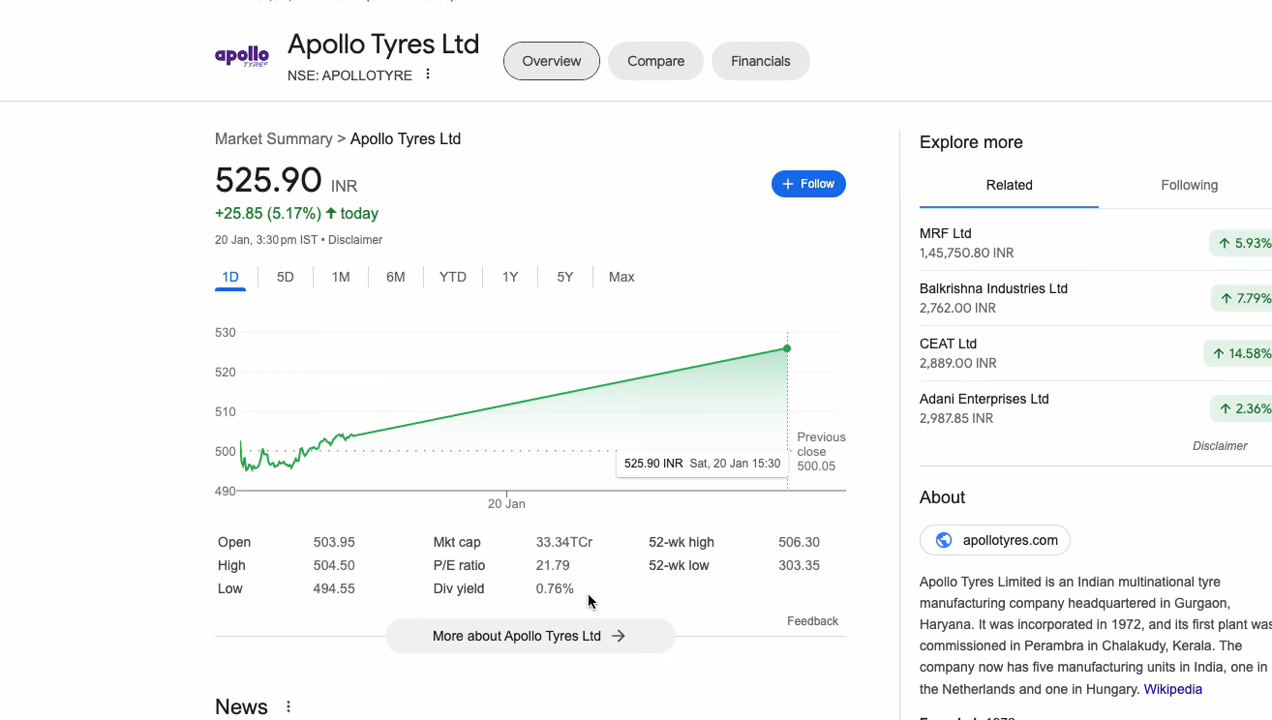 apollo
TYRES
Apollo Tyres Ltd
NSE: APOLLOTYRE
Overview
Compare
Financials
Market Summary > Apollo Tyres Ltd
525.90 INR
+25.85 (5.17%) ↑ today
20 Jan, 3:30 pm IST • Disclaimer
+ Follow
1D 5D 1M 6M YTD 1Y 5Y Max
530
520
510
500
490
Previous
close
500.05
525.90 INR Sat, 20 Jan 15:30
20 Jan
Open 503.95 Mkt cap 33.34TCr 52-wk high 506.30
High 504.50 P/E ratio 21.79 52-wk low 303.35
Low 494.55 Div yield 0.76%
Feedback
More about Apollo Tyres Ltd →
News
Explore more
Related Following
MRF Ltd
1,45,750.80 INR
↑ 5.93%
Balkrishna Industries Ltd
2,762.00 INR
↑ 7.79%
CEAT Ltd
2,889.00 INR
↑ 14.58%
Adani Enterprises Ltd
2,987.85 INR
↑ 2.36%
Disclaimer
About
apollotyres.com
Apollo Tyres Limited is an Indian multinational tyre
manufacturing company headquartered in Gurgaon,
Haryana. It was incorporated in 1972, and its first plant was
commissioned in Perambra in Chalakudy, Kerala. The
company now has five manufacturing units in India, one in
the Netherlands and one in Hungary. Wikipedia